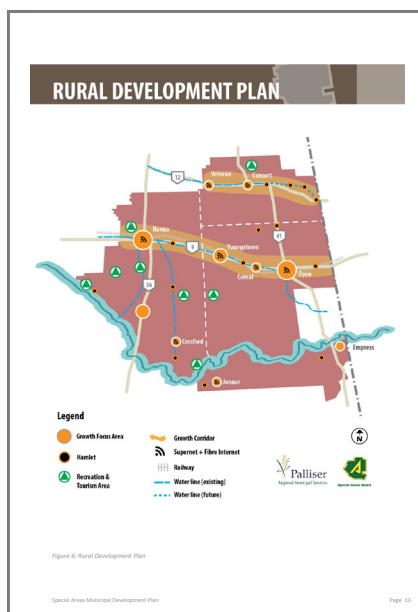 RURAL DEVELOPMENT PLAN
12
Veteran
Consort
Hanna
9
Youngstown
41
Cereal
Oyen
36
Cessford
Empress
Jenner
Legend
Growth Focus Area
Hamlet
Recreation &
Tourism Area
Growth Corridor
Supernet + Fibre Internet
Railway
Water line (existing)
Water line (future)
N
Palliser
Regional Municipal Services
Special Areas Board
Figure 6: Rural Development Plan
Special Areas Municipal Development Plan
Page 13